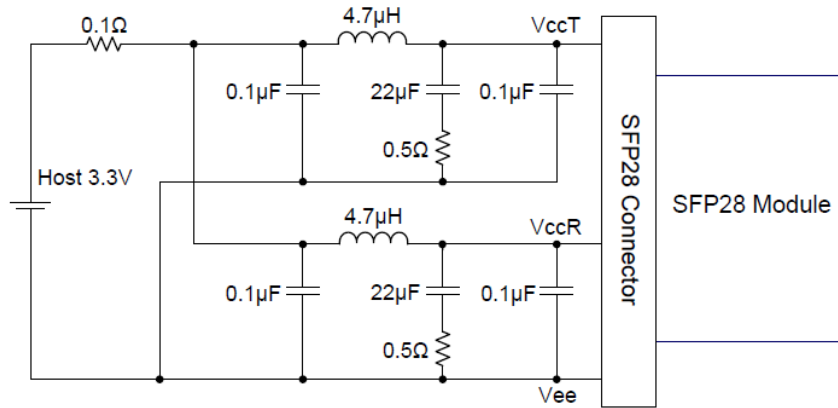 0.1Ω
4.7µH
VccT
0.1µF
22µF
0.1µF
0.5Ω
Host 3.3V
4.7µH
VccR
0.1µF
22µF
0.1µF
0.5Ω
Vee
SFP28 Connector
SFP28 Module